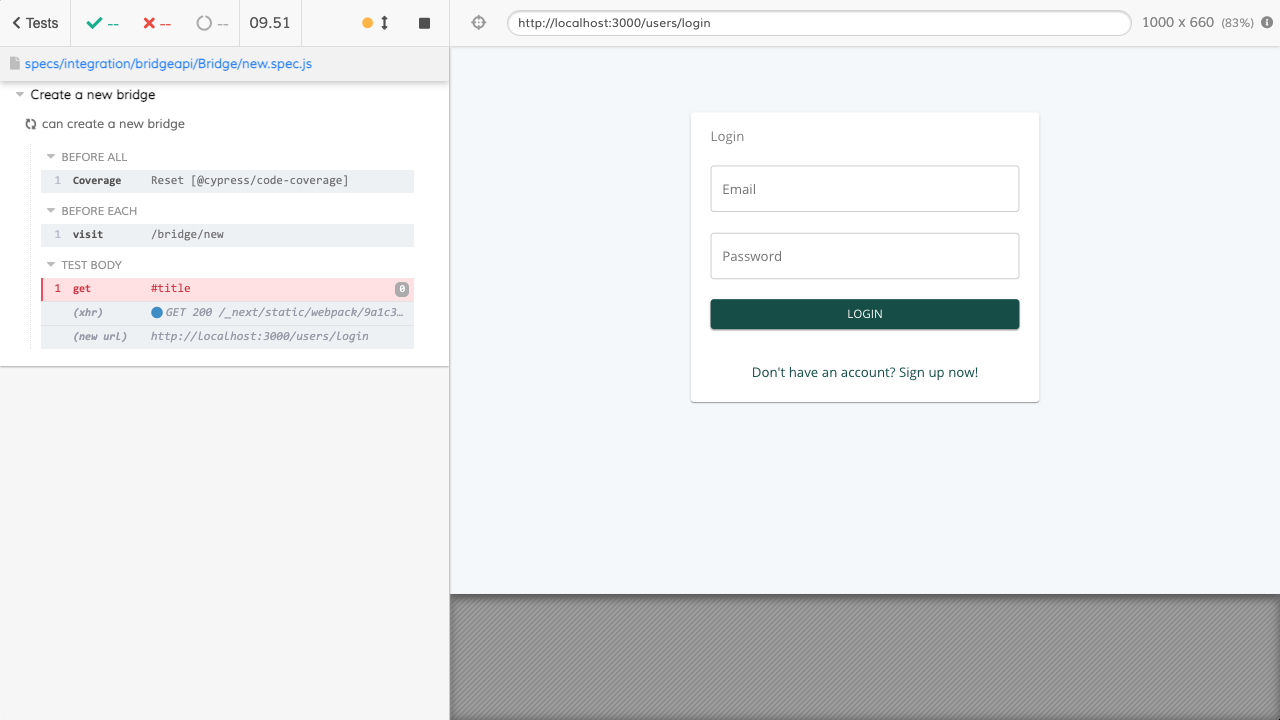 Tests -- -- -- 09.51
specs/integration/bridgeapi/Bridge/new.spec.js
Create a new bridge
can create a new bridge
BEFORE ALL
1 Coverage Reset [@cypress/code-coverage]
BEFORE EACH
1 visit /bridge/new
TEST BODY
1 get #title 0
(xhr) GET 200 /_next/static/webpack/9a1c3…
(new url) http://localhost:3000/users/login
http://localhost:3000/users/login 1000 x 660 (83%)
Login
Email
Password
LOGIN
Don't have an account? Sign up now!